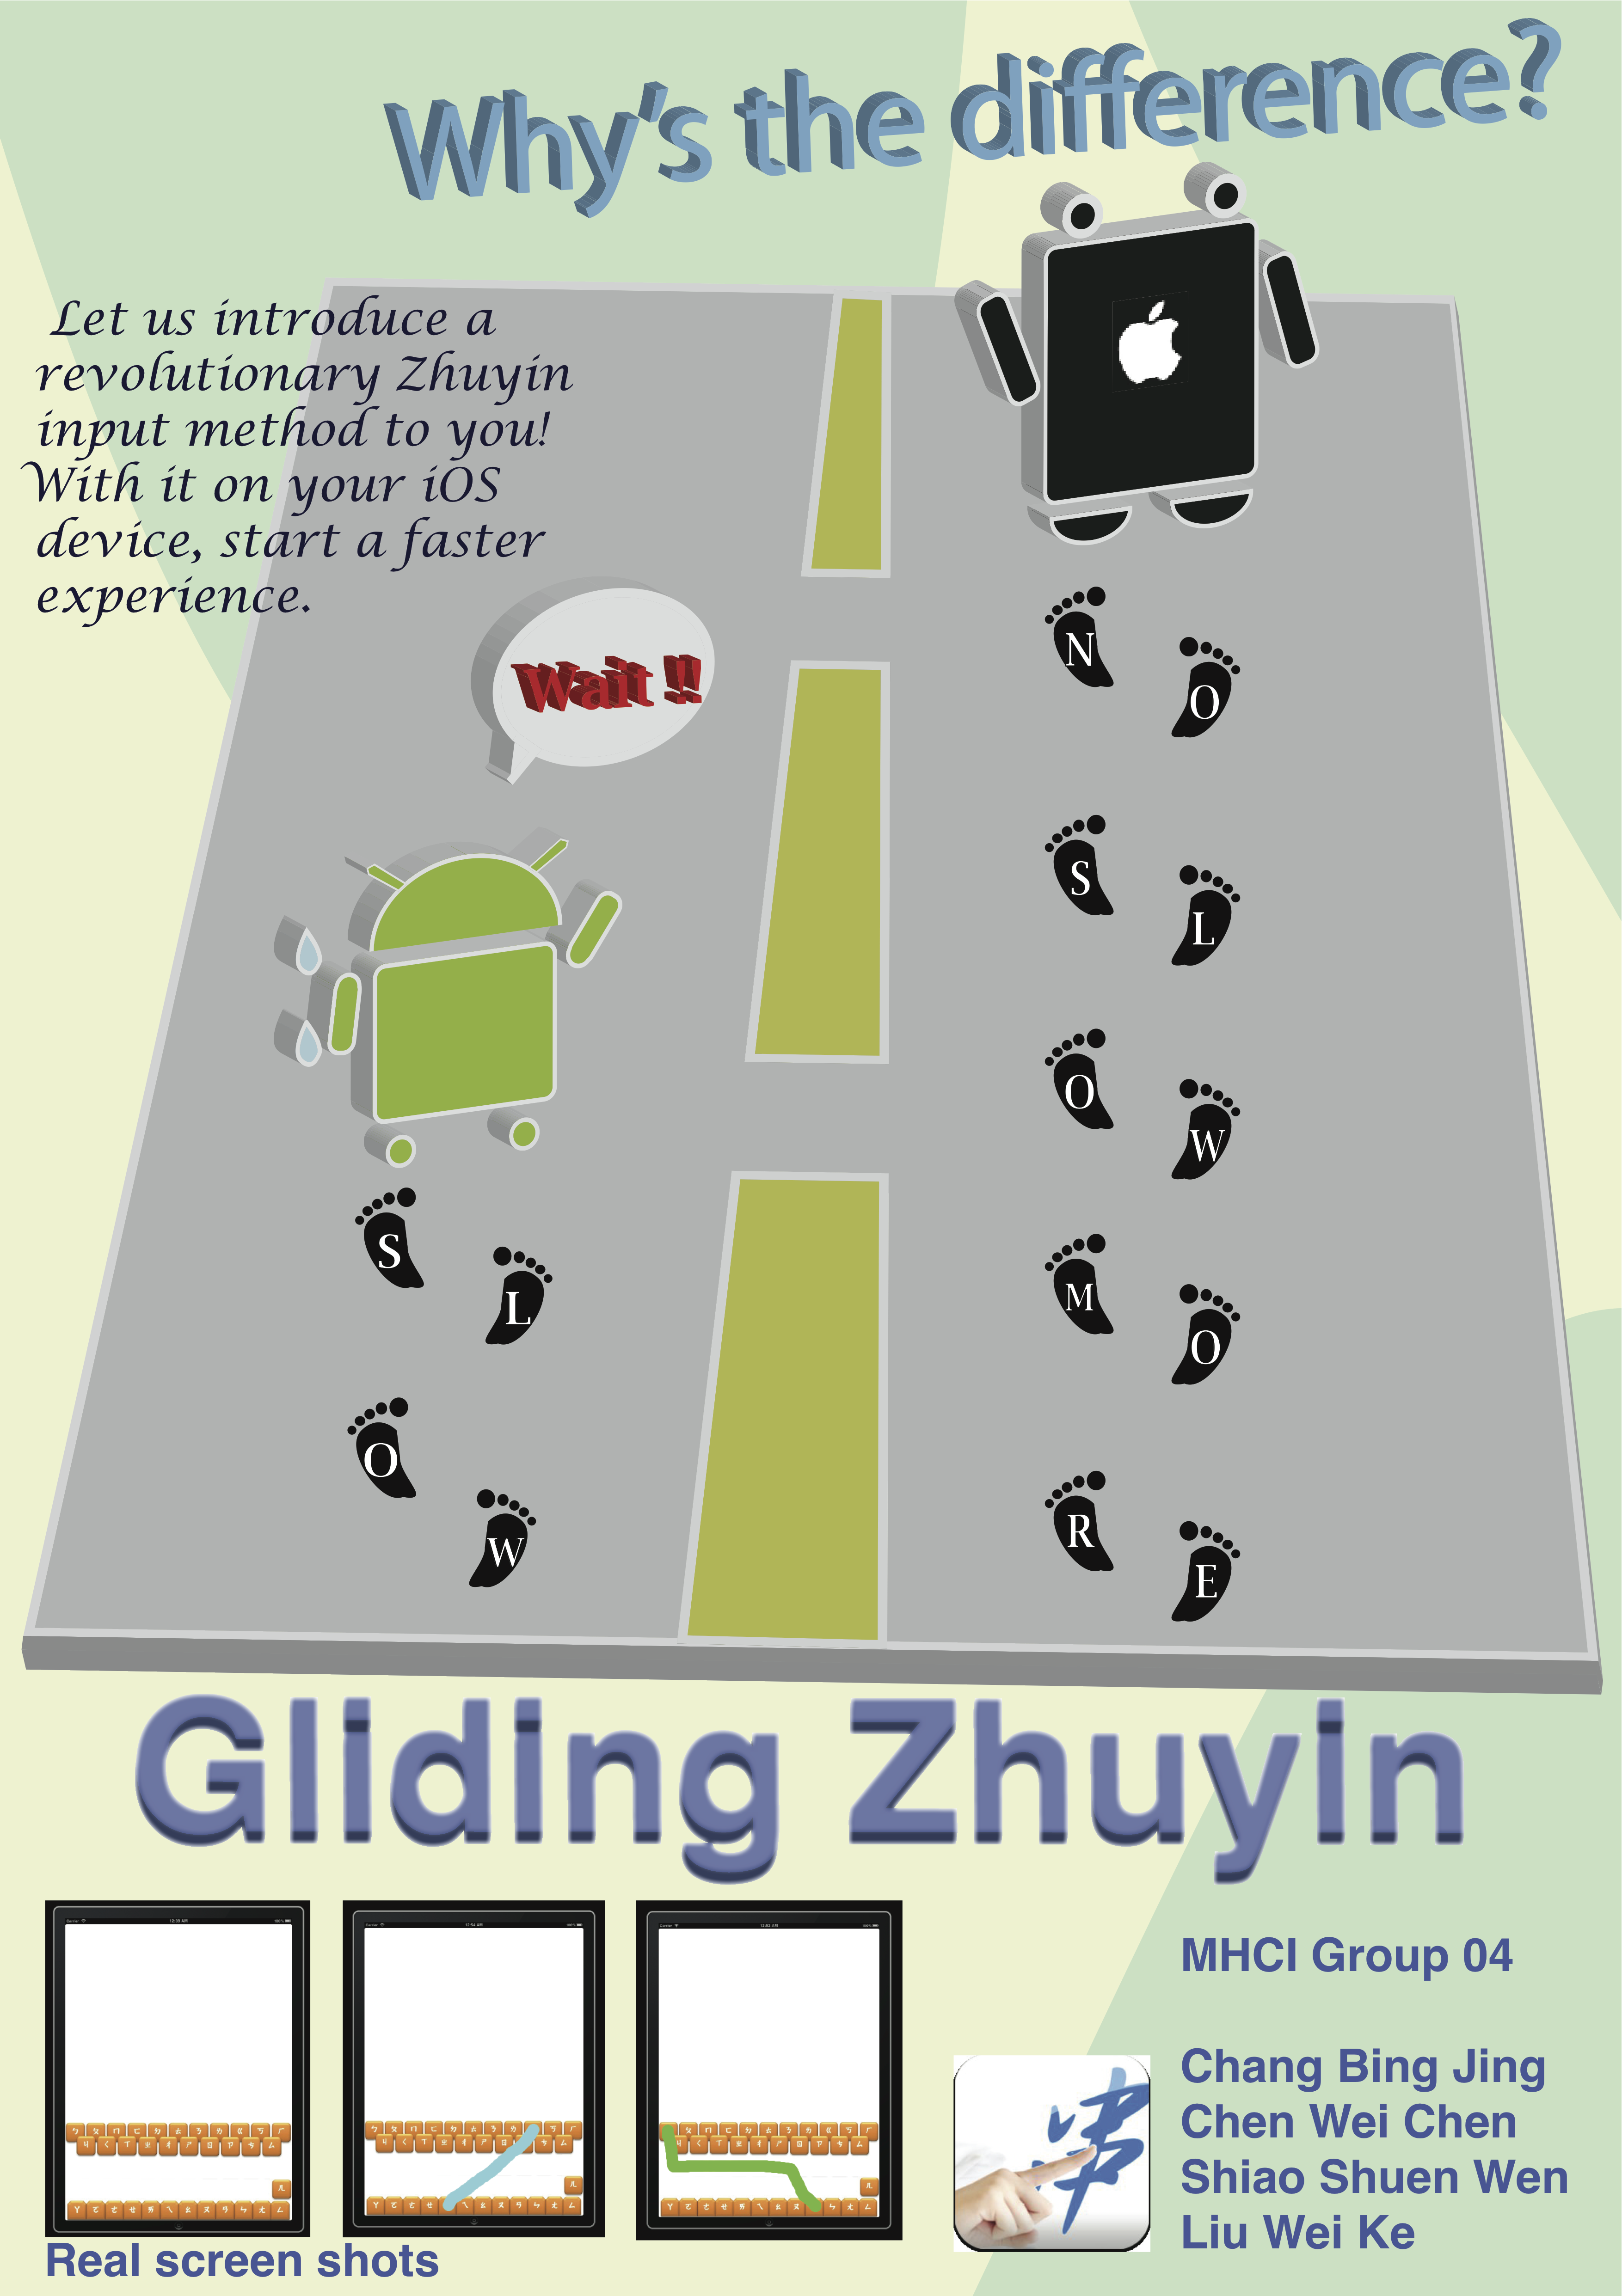 Why's the difference?
Let us introduce a
revolutionary Zhuyin
input method to you!
With it on your iOS
device, start a faster
experience.
Wait !!
N
O
S
L
O
W
M
O
R
E
S
L
O
W
Gliding Zhuyin
MHCI Group 04
Chang Bing Jing
Chen Wei Chen
Shiao Shuen Wen
Liu Wei Ke
Real screen shots